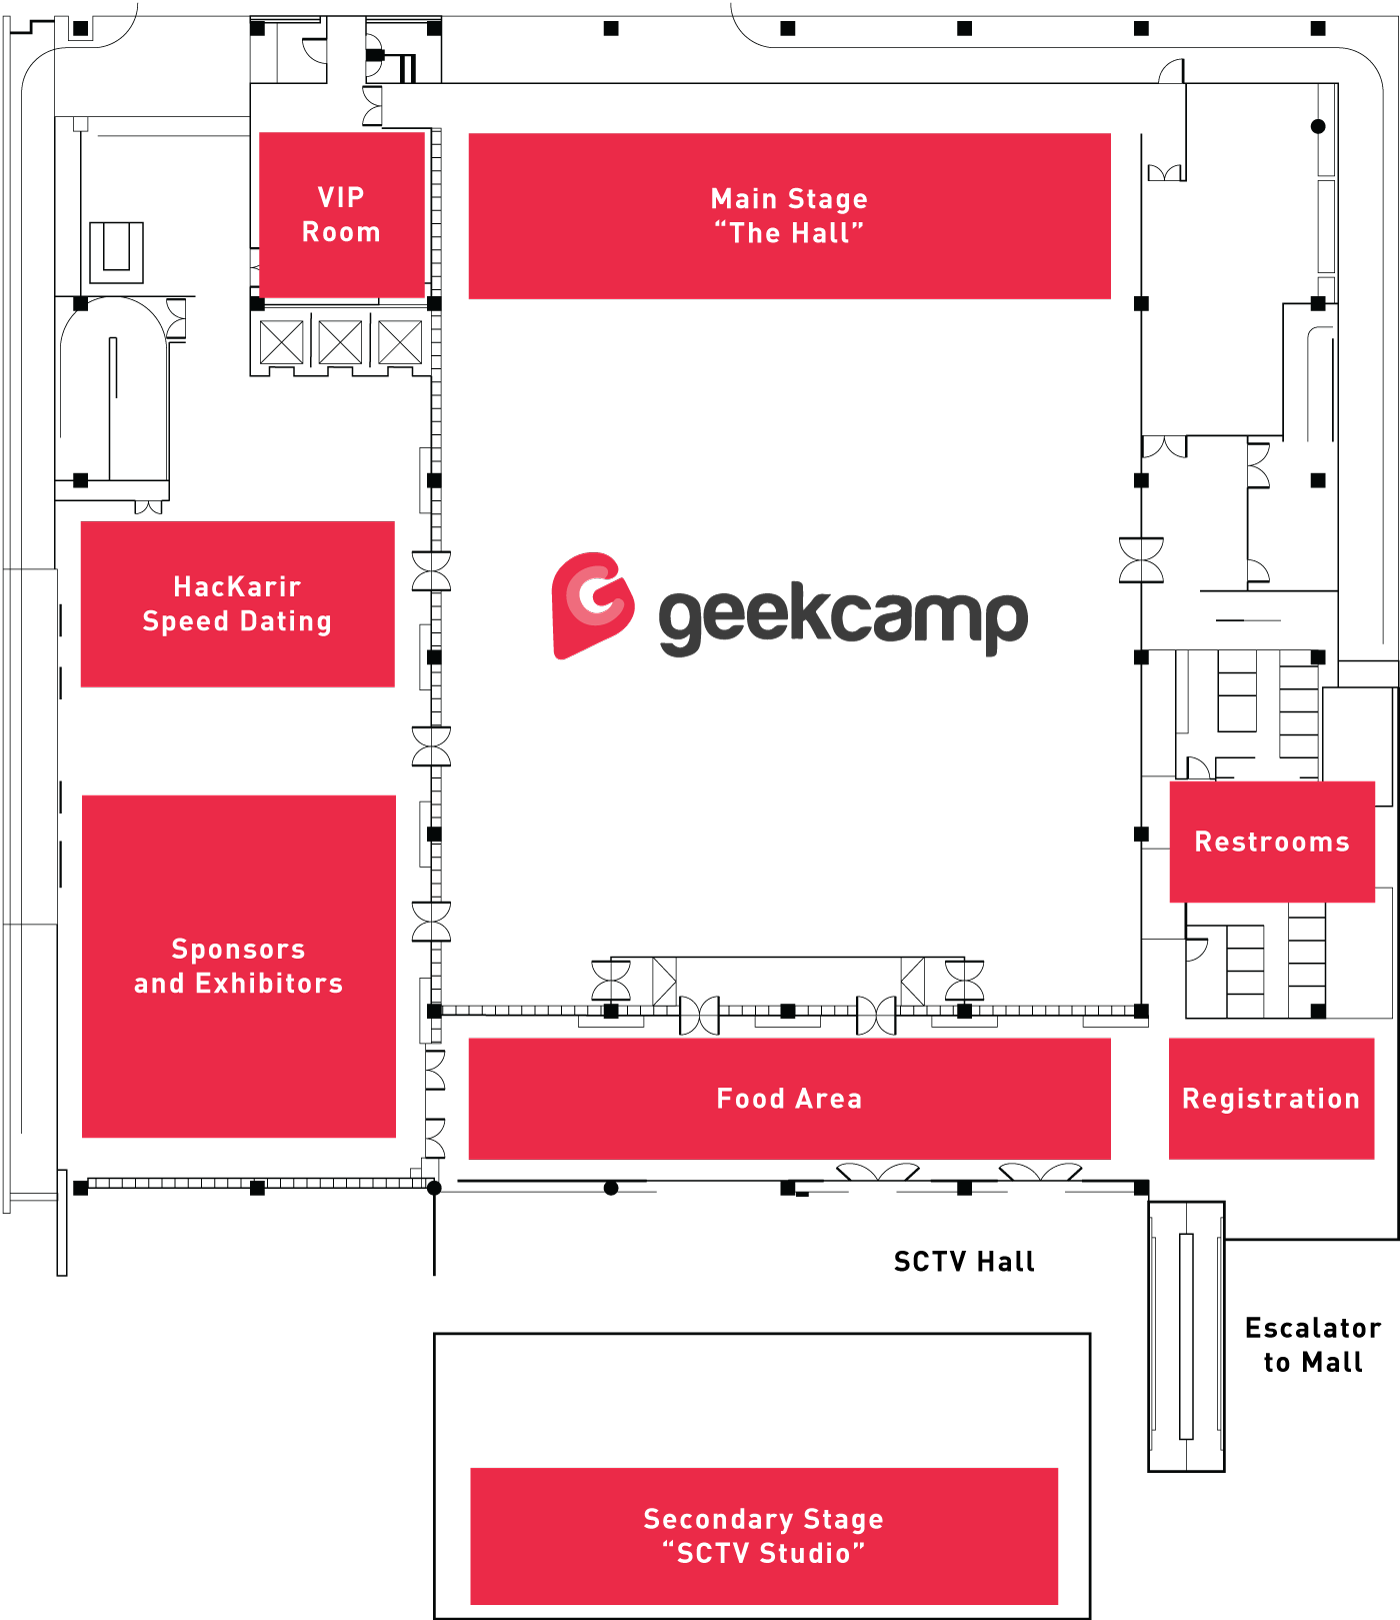 VIP
Room
Main Stage
“The Hall”
HacKarir
Speed Dating
geekcamp
Restrooms
Sponsors
and Exhibitors
Food Area
Registration
SCTV Hall
Escalator
to Mall
Secondary Stage
“SCTV Studio”